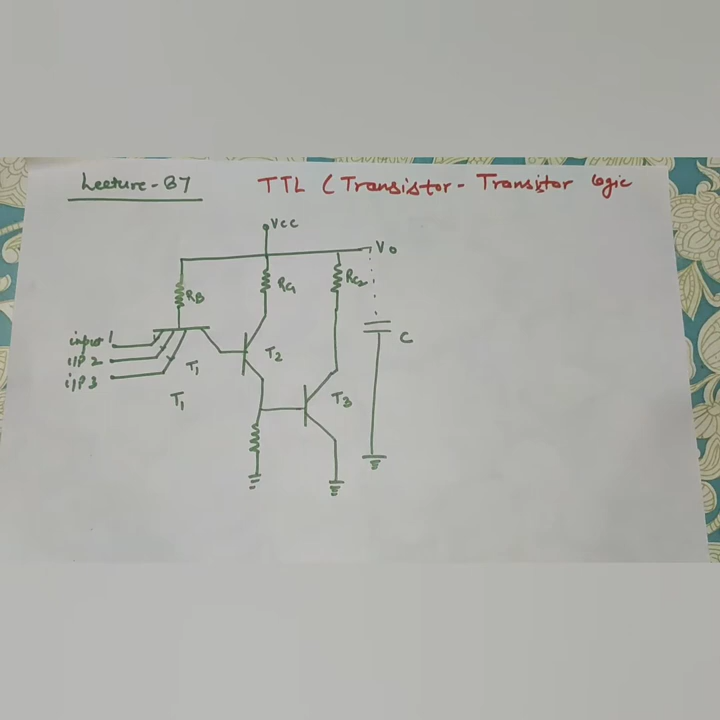 Lecture-37
TTL (Transistor-Transistor logic
Vcc
Vo
RB
RC1
RC2
input 1
i/P 2
i/P 3
T1
T1
T2
T3
C